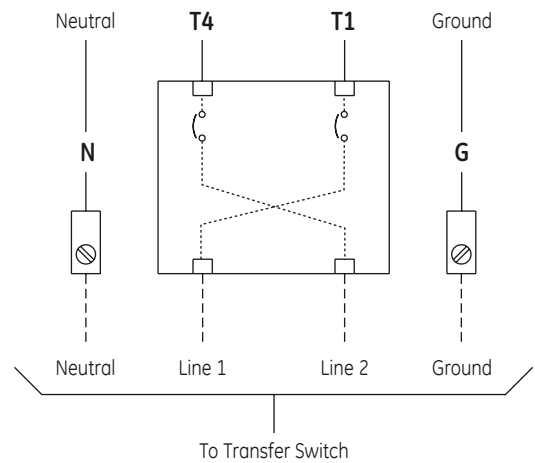 Neutral T4 T1 Ground
N G
Neutral Line 1 Line 2 Ground
To Transfer Switch